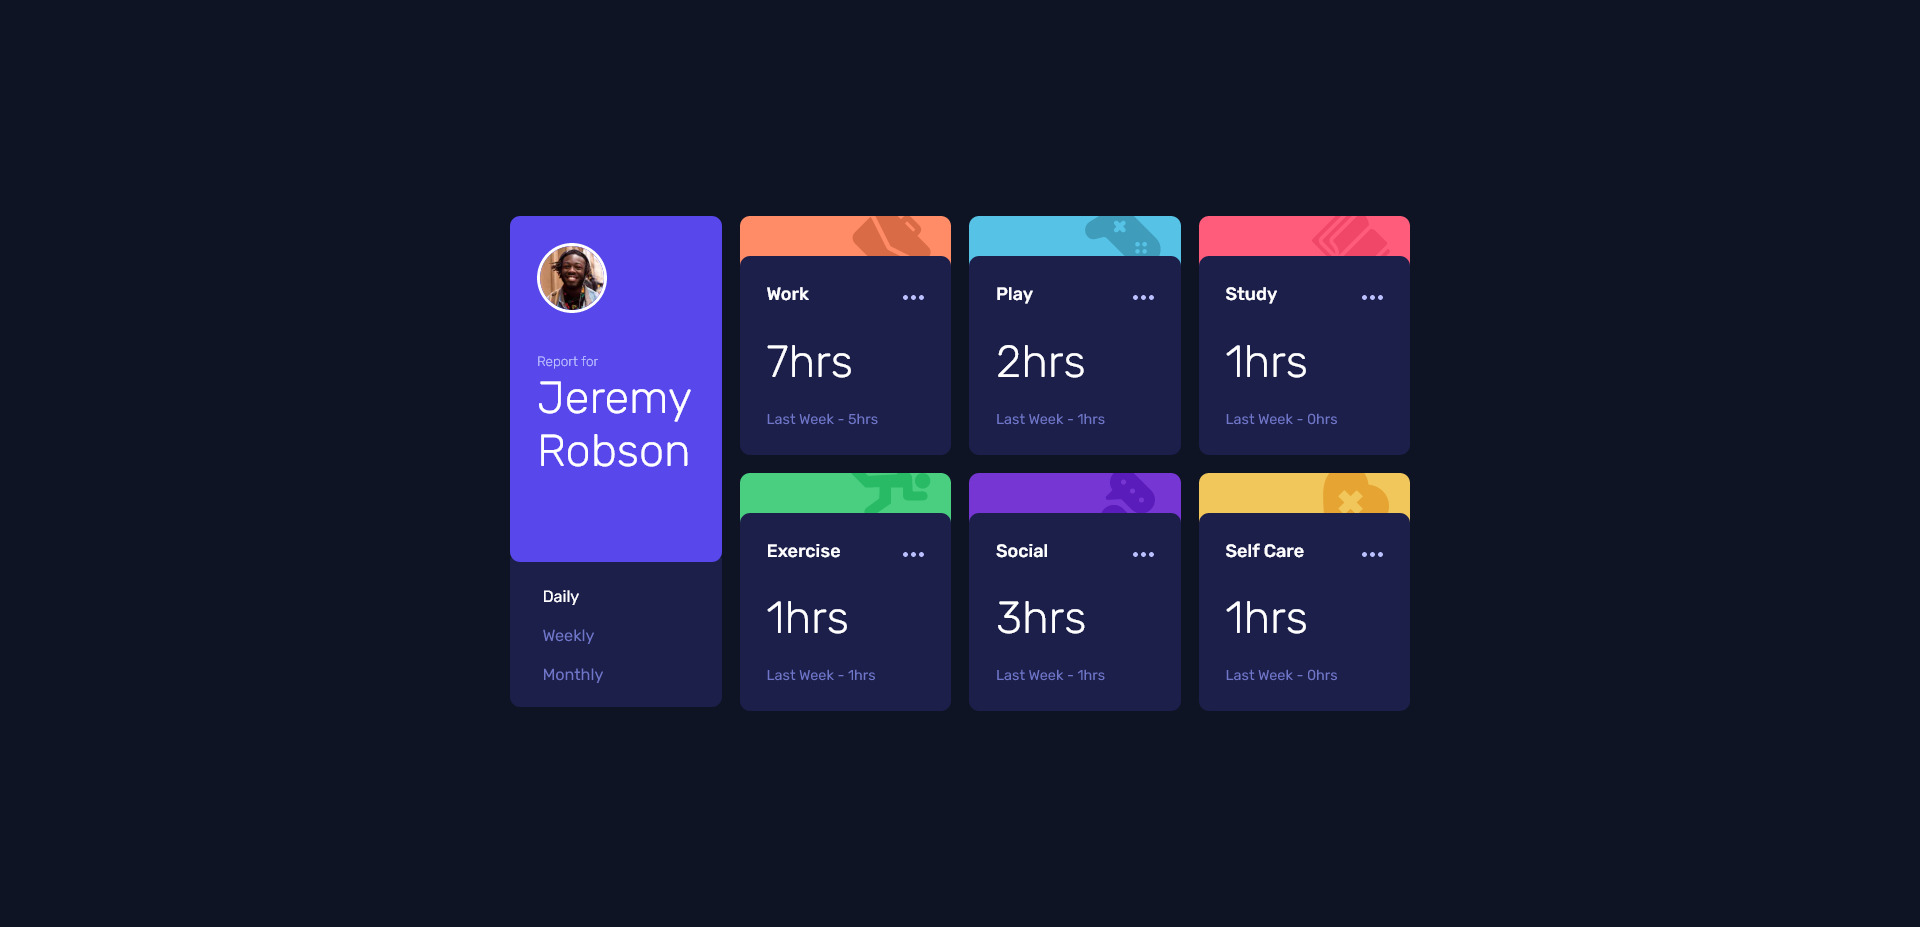 Report for
Jeremy
Robson
Daily
Weekly
Monthly
Work
7hrs
Last Week - 5hrs
Play
2hrs
Last Week - 1hrs
Study
1hrs
Last Week - 0hrs
Exercise
1hrs
Last Week - 1hrs
Social
3hrs
Last Week - 1hrs
Self Care
1hrs
Last Week - 0hrs